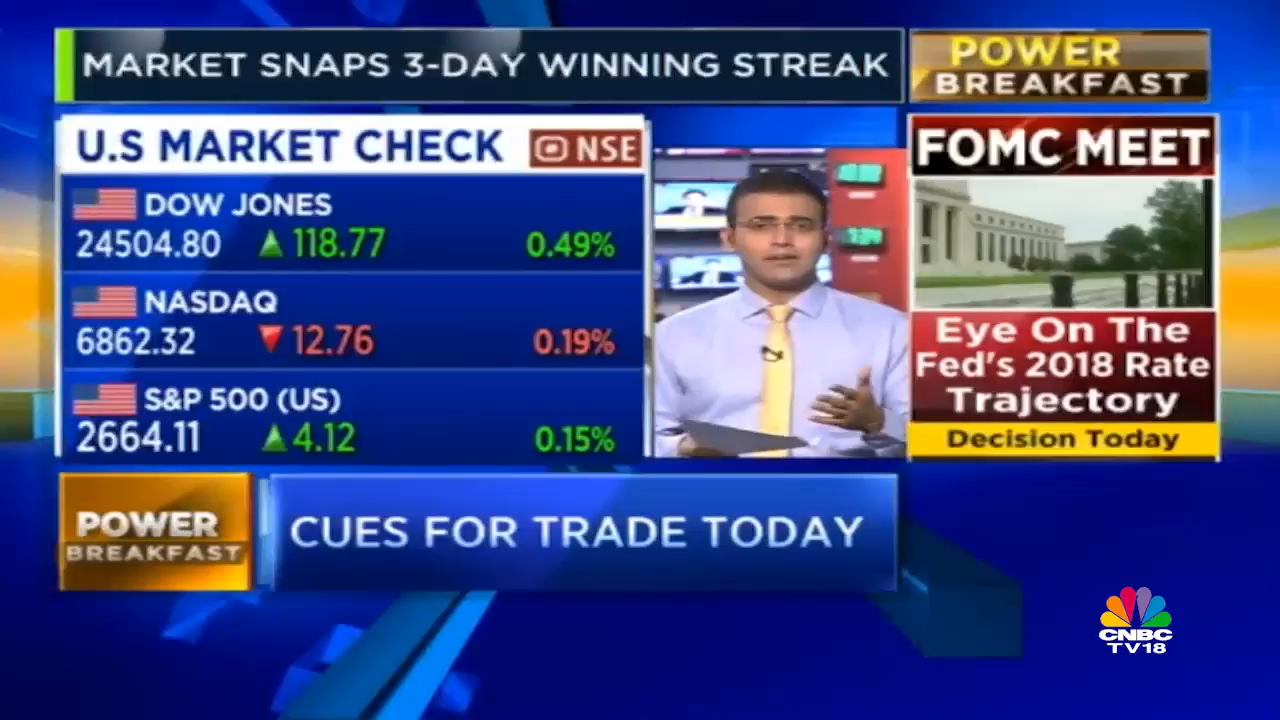 MARKET SNAPS 3-DAY WINNING STREAK
POWER
BREAKFAST
U.S MARKET CHECK
NSE
DOW JONES
24504.80 ▲ 118.77 0.49%
NASDAQ
6862.32 ▼ 12.76 0.19%
S&P 500 (US)
2664.11 ▲ 4.12 0.15%
FOMC MEET
Eye On The
Fed's 2018 Rate
Trajectory
Decision Today
POWER
BREAKFAST
CUES FOR TRADE TODAY
CNBC
TV18